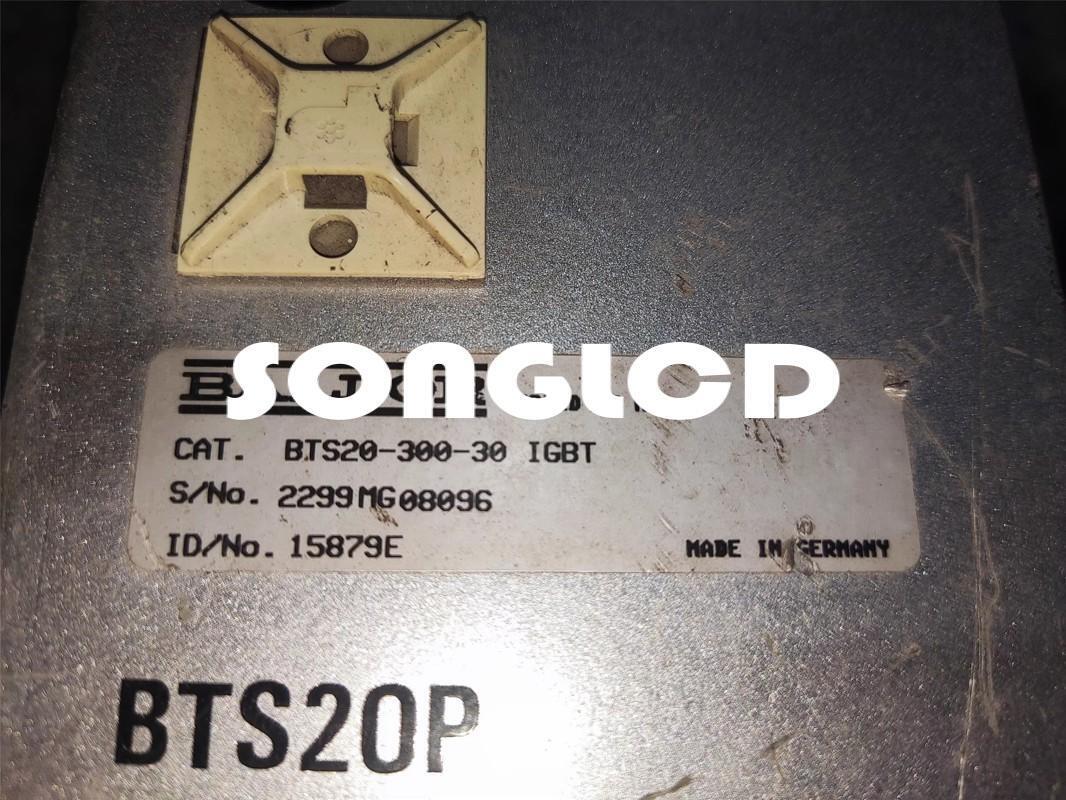 SONGLCD
CAT. BTS20-300-30 IGBT
S/No. 2299MG08096
ID/No. 15879E
MADE IN GERMANY
BTS20P